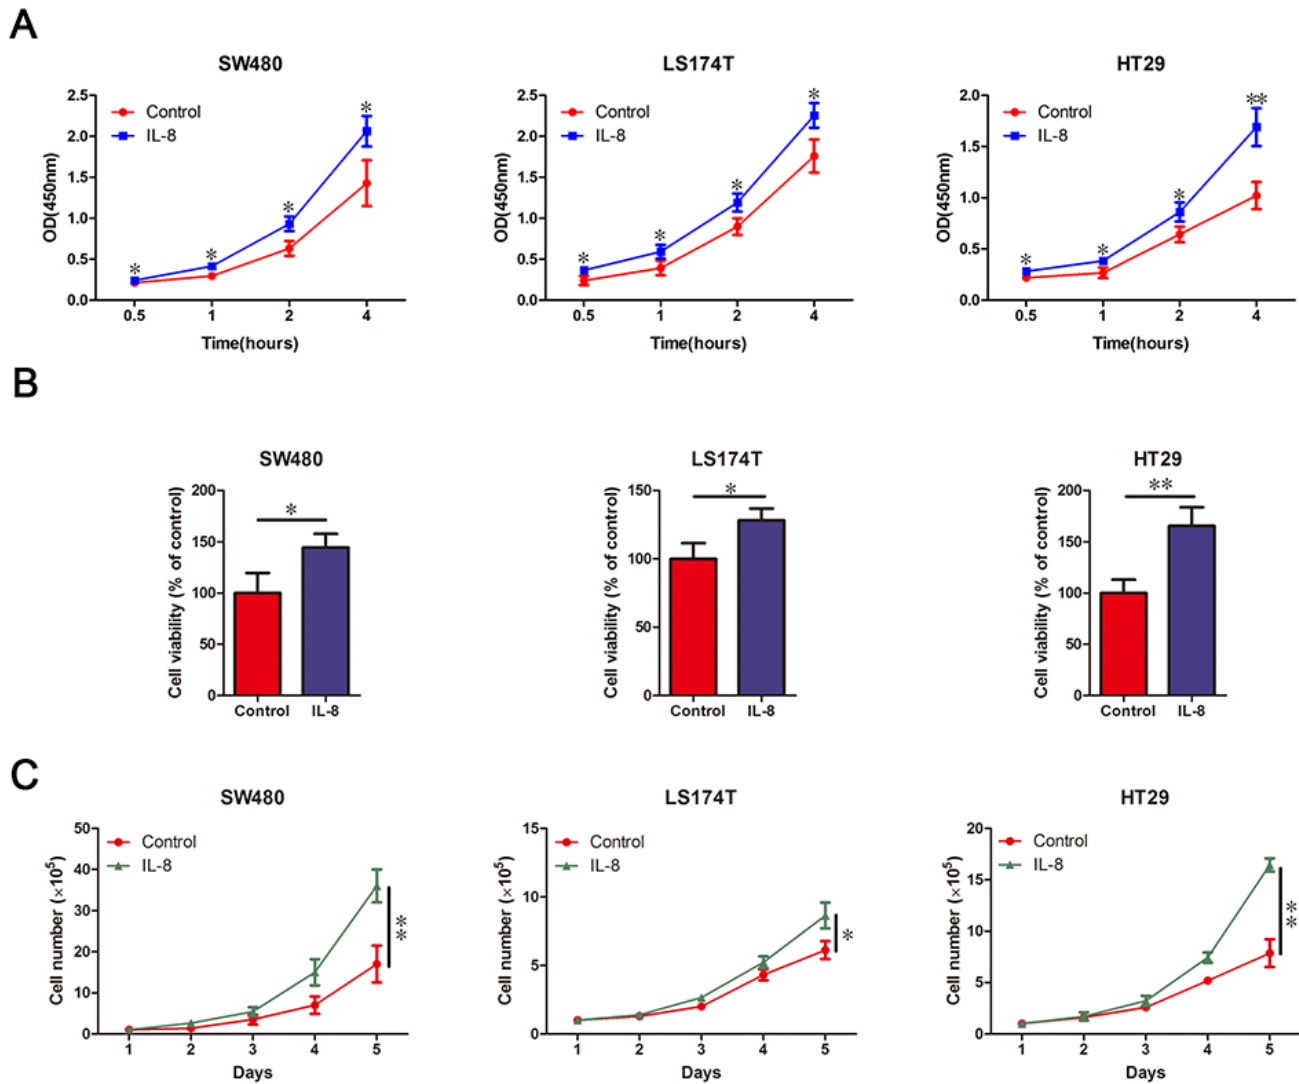 A
SW480
LS174T
HT29
Control
IL-8
OD(450nm)
2.5
2.0
1.5
1.0
0.5
0.0
*
*
*
*
0.5
1
2
4
Time(hours)
Control
IL-8
OD(450nm)
2.5
2.0
1.5
1.0
0.5
0.0
*
*
*
*
0.5
1
2
4
Time(hours)
Control
IL-8
OD(450nm)
2.0
1.5
1.0
0.5
0.0
*
*
*
**
0.5
1
2
4
Time(hours)
B
SW480
Cell viability (% of control)
200
150
100
50
0
*
Control
IL-8
LS174T
Cell viability (% of control)
150
100
50
0
*
Control
IL-8
HT29
Cell viability (% of control)
200
150
100
50
0
**
Control
IL-8
C
SW480
Cell number (×10⁵)
50
40
30
20
10
0
Control
IL-8
**
1
2
3
4
5
Days
LS174T
Cell number (×10⁵)
15
10
5
0
Control
IL-8
*
1
2
3
4
5
Days
HT29
Cell number (×10⁵)
20
15
10
5
0
Control
IL-8
**
1
2
3
4
5
Days